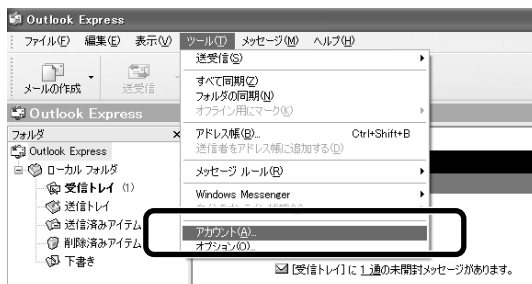 Outlook Express
ファイル(F) 編集(E) 表示(V) ツール(T) メッセージ(M) ヘルプ(H)
メールの作成 送受信
送受信(S)
すべて同期(Z)
フォルダの同期(N)
オフライン用にマーク(K)
アドレス帳(B)... Ctrl+Shift+B
送信者をアドレス帳に追加する(D)
メッセージ ルール(R)
Windows Messenger
アカウント(A)...
オプション(O)...
Outlook Express
フォルダ ×
Outlook Express
ローカル フォルダ
受信トレイ (1)
送信トレイ
送信済みアイテム
削除済みアイテム
下書き
[受信トレイ] に 1 通の未開封メッセージがあります。